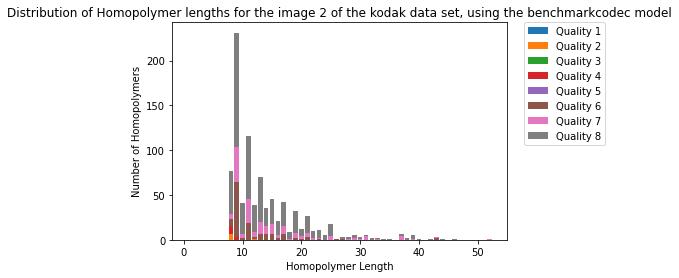 Distribution of Homopolymer lengths for the image 2 of the kodak data set, using the benchmarkcodec model
Quality 1
Quality 2
Quality 3
Quality 4
Quality 5
Quality 6
Quality 7
Quality 8
Number of Homopolymers
200
150
100
50
0
0 10 20 30 40 50
Homopolymer Length